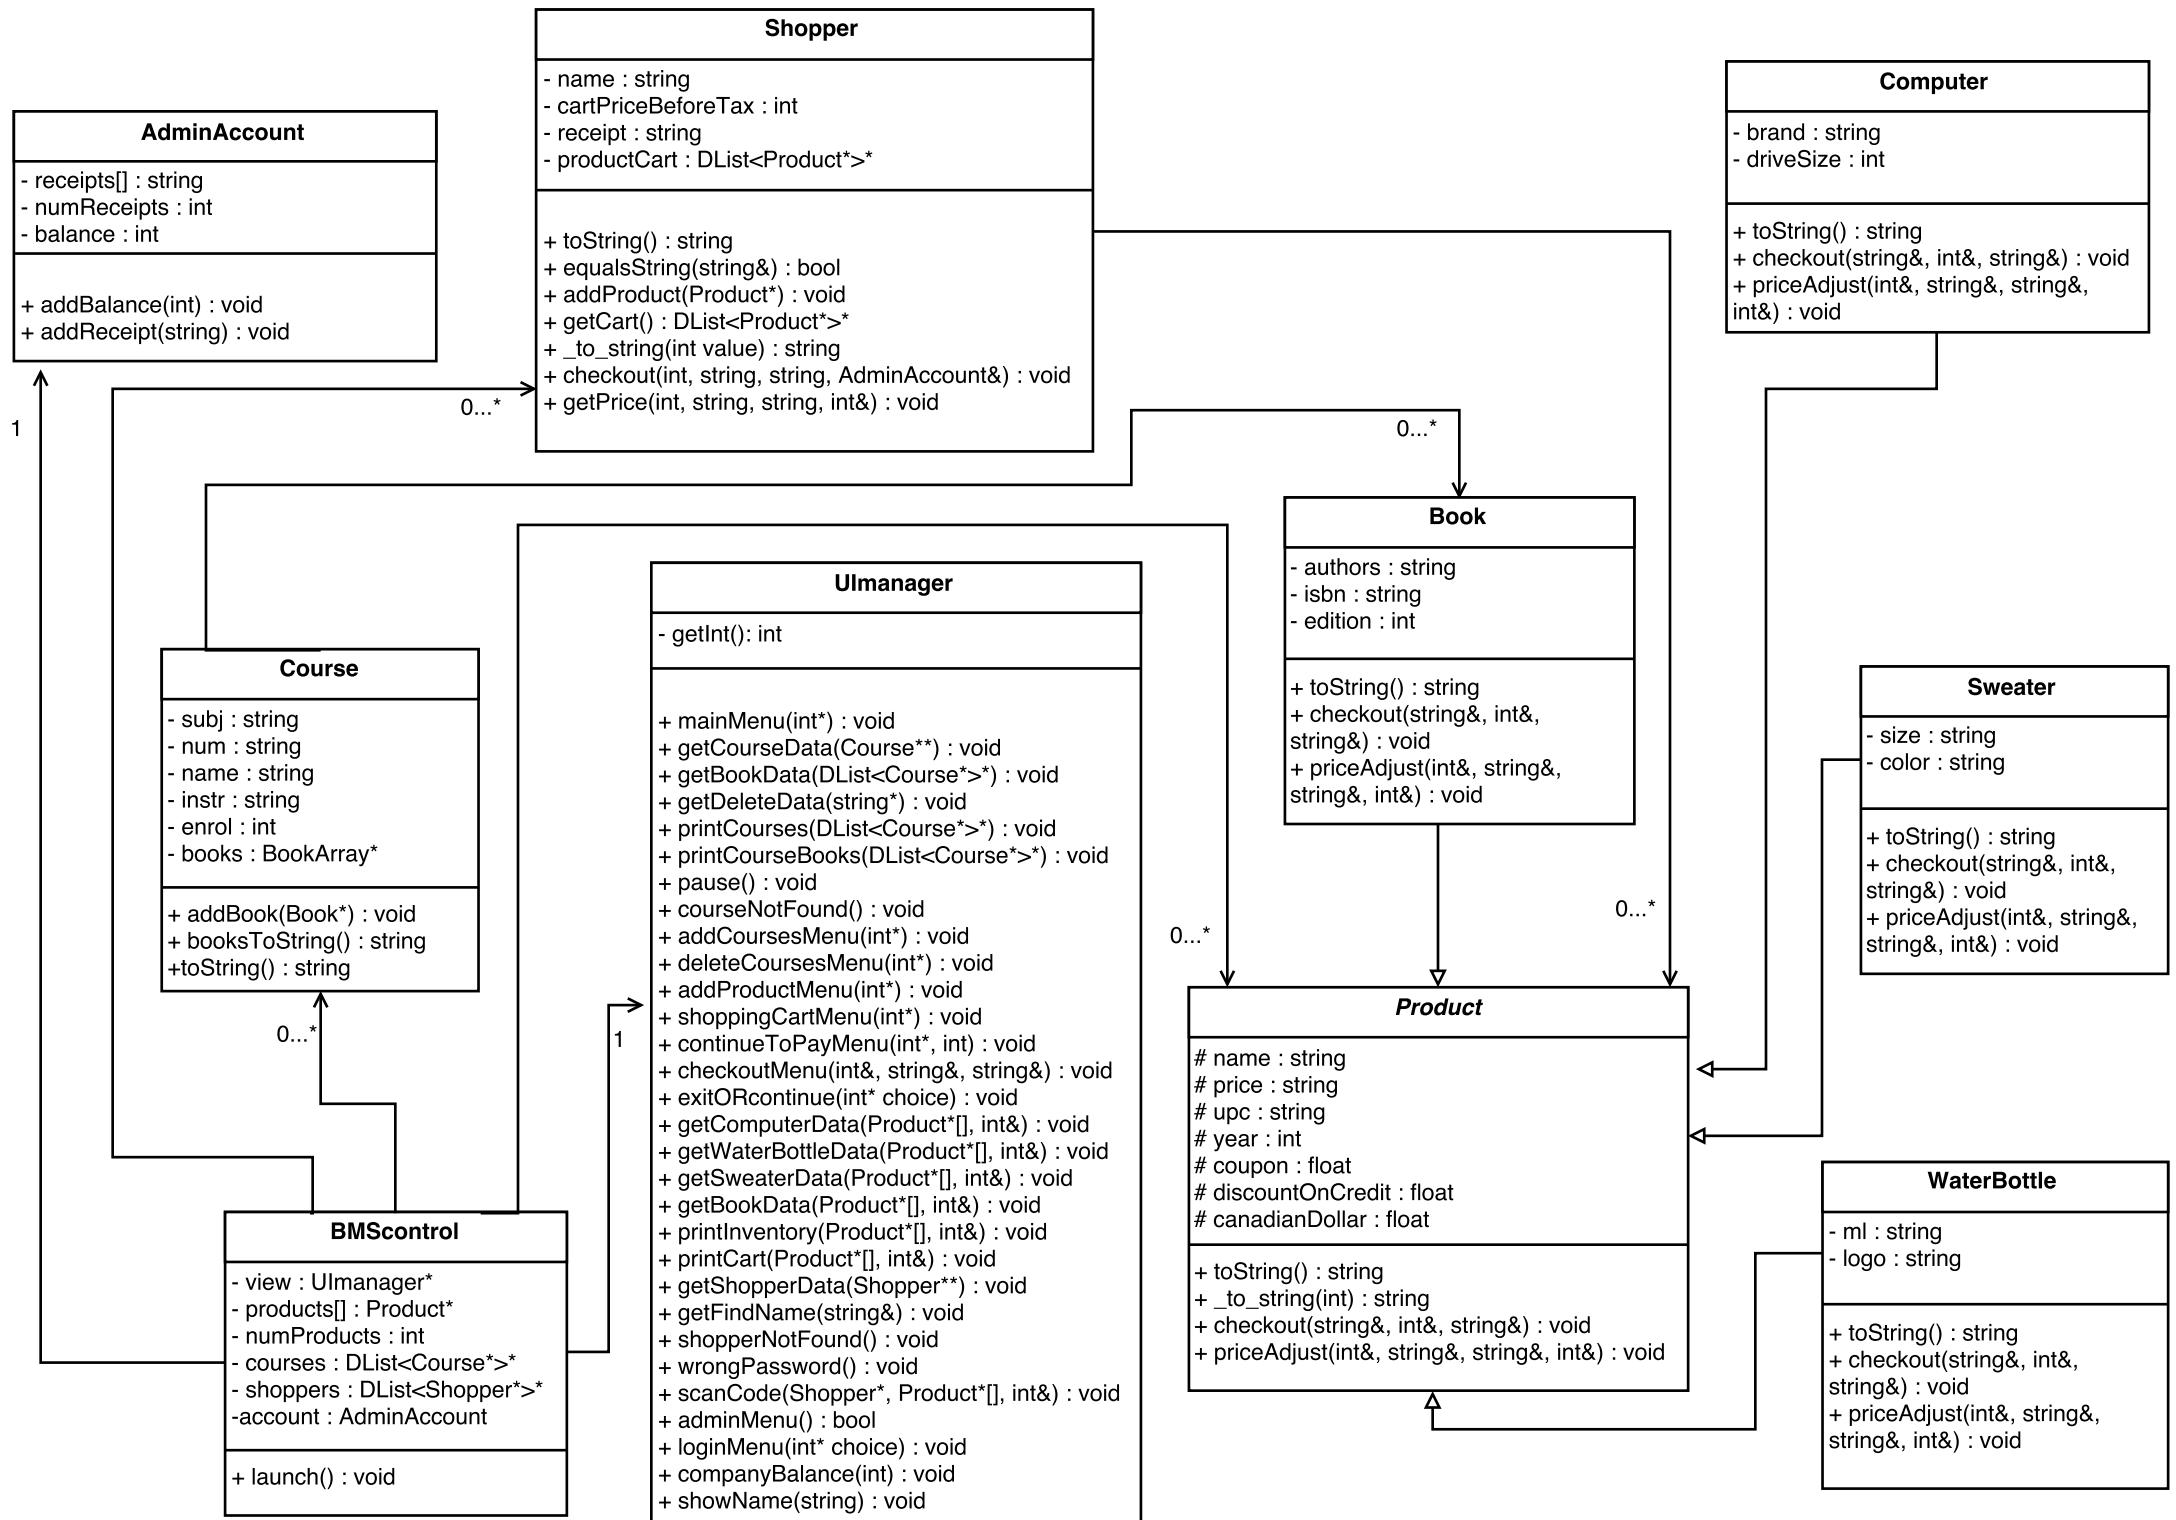 Shopper
- name : string
- cartPriceBeforeTax : int
- receipt : string
- productCart : DList<Product*>*
+ toString() : string
+ equalsString(string&) : bool
+ addProduct(Product*) : void
+ getCart() : DList<Product*>*
+ _to_string(int value) : string
+ checkout(int, string, string, AdminAccount&) : void
+ getPrice(int, string, string, int&) : void
Computer
- brand : string
- driveSize : int
+ toString() : string
+ checkout(string&, int&, string&) : void
+ priceAdjust(int&, string&, string&,
int&) : void
AdminAccount
- receipts[] : string
- numReceipts : int
- balance : int
+ addBalance(int) : void
+ addReceipt(string) : void
1
0...*
0...*
Book
- authors : string
- isbn : string
- edition : int
+ toString() : string
+ checkout(string&, int&,
string&) : void
+ priceAdjust(int&, string&,
string&, int&) : void
UImanager
- getInt(): int
+ mainMenu(int*) : void
+ getCourseData(Course**) : void
+ getBookData(DList<Course*>*) : void
+ getDeleteData(string*) : void
+ printCourses(DList<Course*>*) : void
+ printCourseBooks(DList<Course*>*) : void
+ pause() : void
+ courseNotFound() : void
+ addCoursesMenu(int*) : void
+ deleteCoursesMenu(int*) : void
+ addProductMenu(int*) : void
+ shoppingCartMenu(int*) : void
+ continueToPayMenu(int*, int) : void
+ checkoutMenu(int&, string&, string&) : void
+ exitORcontinue(int* choice) : void
+ getComputerData(Product*[], int&) : void
+ getWaterBottleData(Product*[], int&) : void
+ getSweaterData(Product*[], int&) : void
+ getBookData(Product*[], int&) : void
+ printInventory(Product*[], int&) : void
+ printCart(Product*[], int&) : void
+ getShopperData(Shopper**) : void
+ getFindName(string&) : void
+ shopperNotFound() : void
+ wrongPassword() : void
+ scanCode(Shopper*, Product*[], int&) : void
+ adminMenu() : bool
+ loginMenu(int* choice) : void
+ companyBalance(int) : void
+ showName(string) : void
Course
- subj : string
- num : string
- name : string
- instr : string
- enrol : int
- books : BookArray*
+ addBook(Book*) : void
+ booksToString() : string
+toString() : string
0...*
1
0...*
0...*
Sweater
- size : string
- color : string
+ toString() : string
+ checkout(string&, int&,
string&) : void
+ priceAdjust(int&, string&,
string&, int&) : void
Product
# name : string
# price : string
# upc : string
# year : int
# coupon : float
# discountOnCredit : float
# canadianDollar : float
+ toString() : string
+ _to_string(int) : string
+ checkout(string&, int&, string&) : void
+ priceAdjust(int&, string&, string&, int&) : void
WaterBottle
- ml : string
- logo : string
+ toString() : string
+ checkout(string&, int&,
string&) : void
+ priceAdjust(int&, string&,
string&, int&) : void
BMScontrol
- view : UImanager*
- products[] : Product*
- numProducts : int
- courses : DList<Course*>*
- shoppers : DList<Shopper*>*
-account : AdminAccount
+ launch() : void